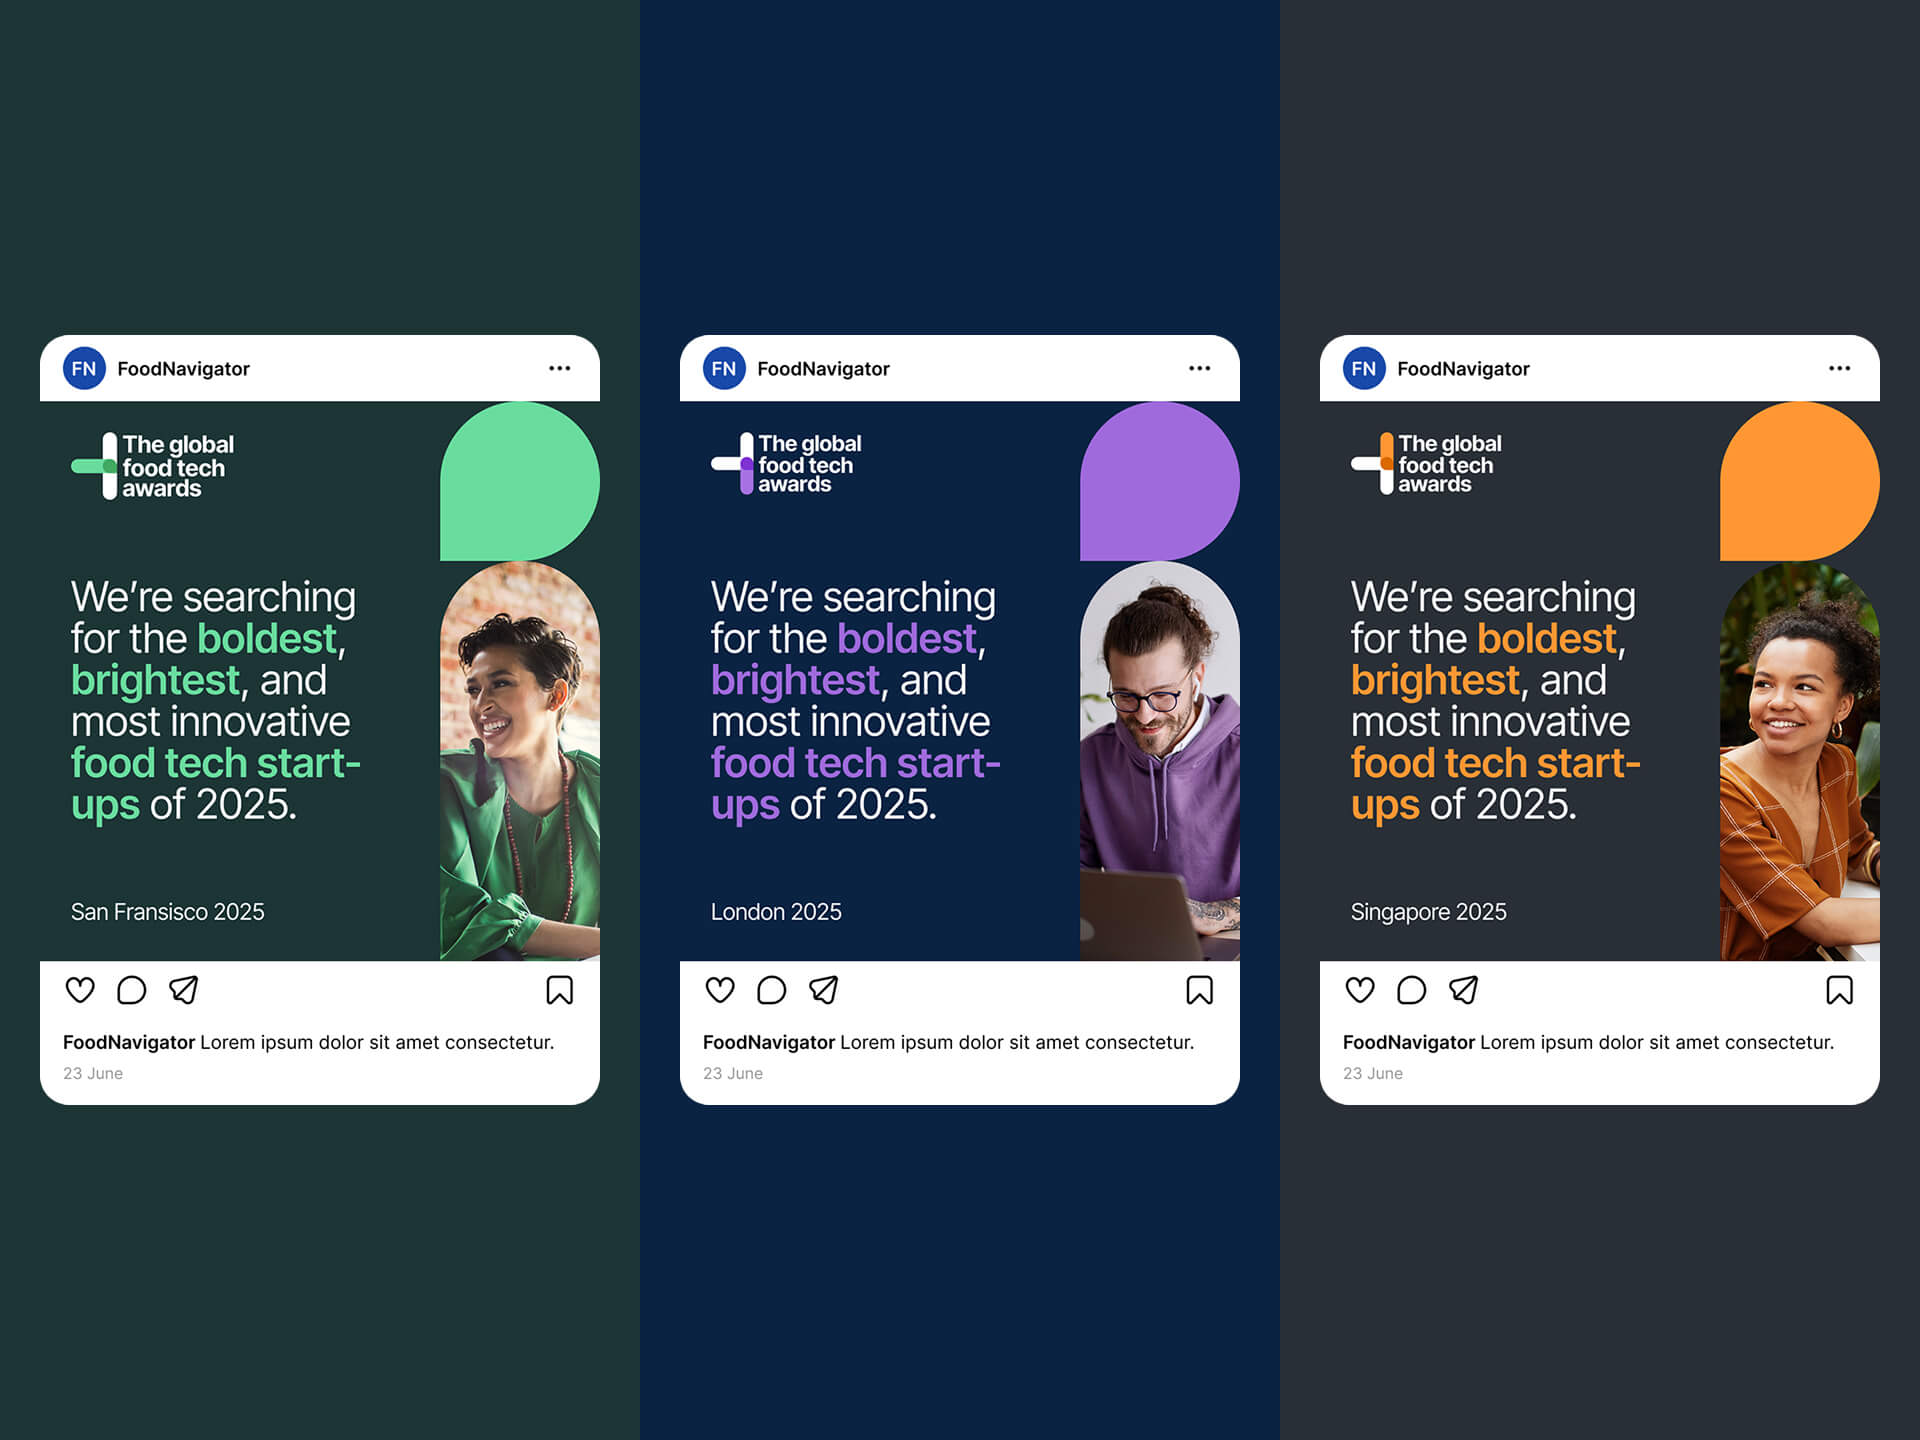 FN FoodNavigator
The global
food tech
awards
We’re searching
for the boldest,
brightest, and
most innovative
food tech start-
ups of 2025.
San Fransisco 2025
FoodNavigator Lorem ipsum dolor sit amet consectetur.
23 June
FN FoodNavigator
The global
food tech
awards
We’re searching
for the boldest,
brightest, and
most innovative
food tech start-
ups of 2025.
London 2025
FoodNavigator Lorem ipsum dolor sit amet consectetur.
23 June
FN FoodNavigator
The global
food tech
awards
We’re searching
for the boldest,
brightest, and
most innovative
food tech start-
ups of 2025.
Singapore 2025
FoodNavigator Lorem ipsum dolor sit amet consectetur.
23 June